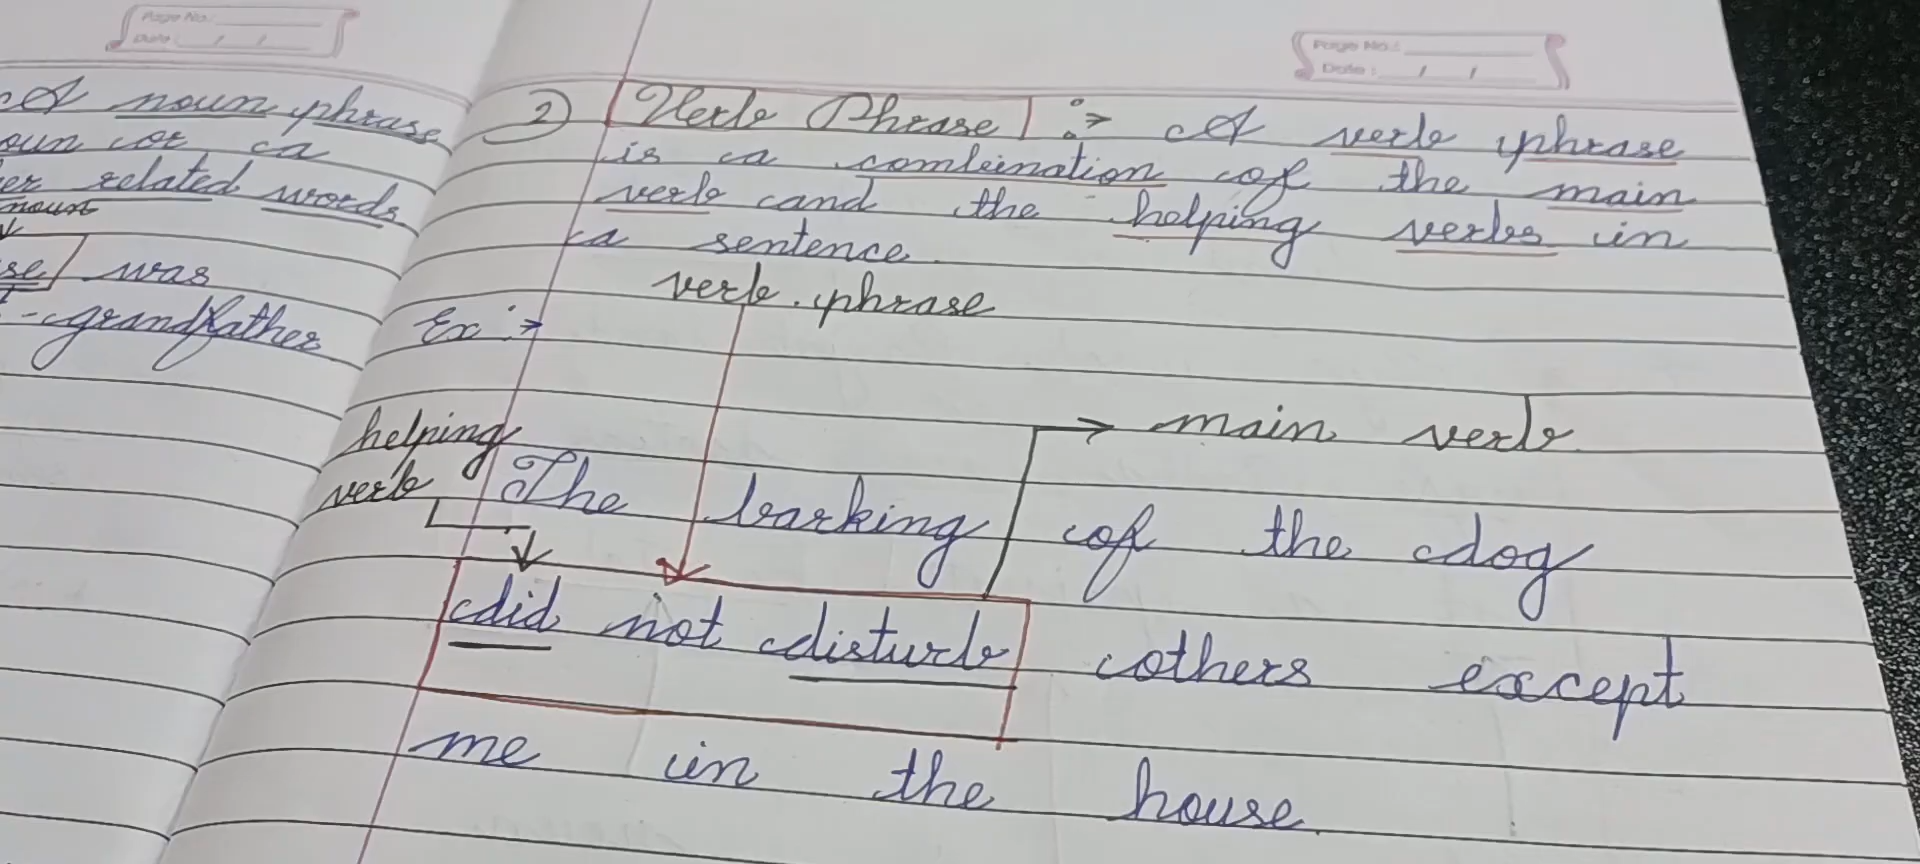 Page No.:
Date : / /
A noun phrase
noun or a
er related words
noun
se was
- grandfather
Page No.:
Date : / /
2) Verb Phrase :- A verb phrase
is a combination of the main
verb and the helping verbs in
a sentence.
verb phrase
Ex :-
helping
verb
main verb
The barking of the dog
did not disturb others except
me in the house.